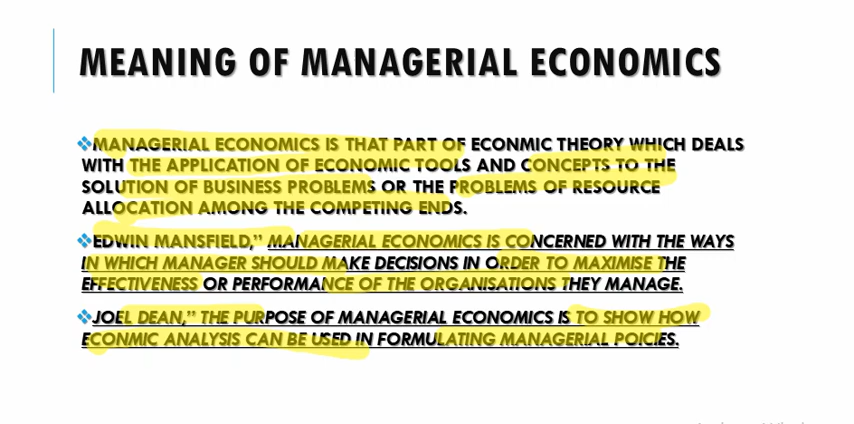 MEANING OF MANAGERIAL ECONOMICS
❖MANAGERIAL ECONOMICS IS THAT PART OF ECONMIC THEORY WHICH DEALS
WITH THE APPLICATION OF ECONOMIC TOOLS AND CONCEPTS TO THE
SOLUTION OF BUSINESS PROBLEMS OR THE PROBLEMS OF RESOURCE
ALLOCATION AMONG THE COMPETING ENDS.
❖EDWIN MANSFIELD,” MANAGERIAL ECONOMICS IS CONCERNED WITH THE WAYS
IN WHICH MANAGER SHOULD MAKE DECISIONS IN ORDER TO MAXIMISE THE
EFFECTIVENESS OR PERFORMANCE OF THE ORGANISATIONS THEY MANAGE.
❖JOEL DEAN,” THE PURPOSE OF MANAGERIAL ECONOMICS IS TO SHOW HOW
ECONMIC ANALYSIS CAN BE USED IN FORMULATING MANAGERIAL POICIES.